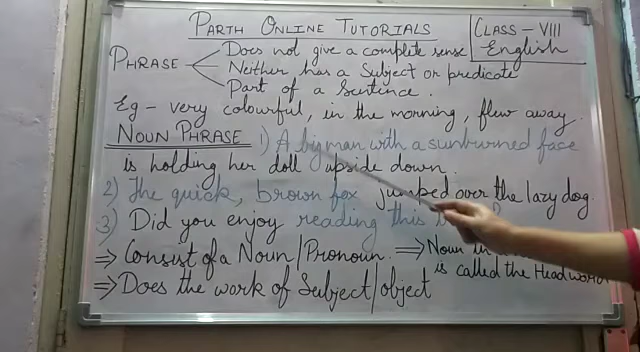 PARTH ONLINE TUTORIALS
CLASS - VIII
English
PHRASE
Does not give a complete sense
Neither has a Subject or predicate
Part of a Sentence.
Eg - very colourful, in the morning, flew away.
NOUN PHRASE 1) A big man with a sunburned face
is holding her doll upside down.
2) The quick, brown fox jumped over the lazy dog.
3) Did you enjoy reading this
⇒ Consist of a Noun/Pronoun. ⇒ Noun in
is called the Headword
⇒ Does the work of Subject/object